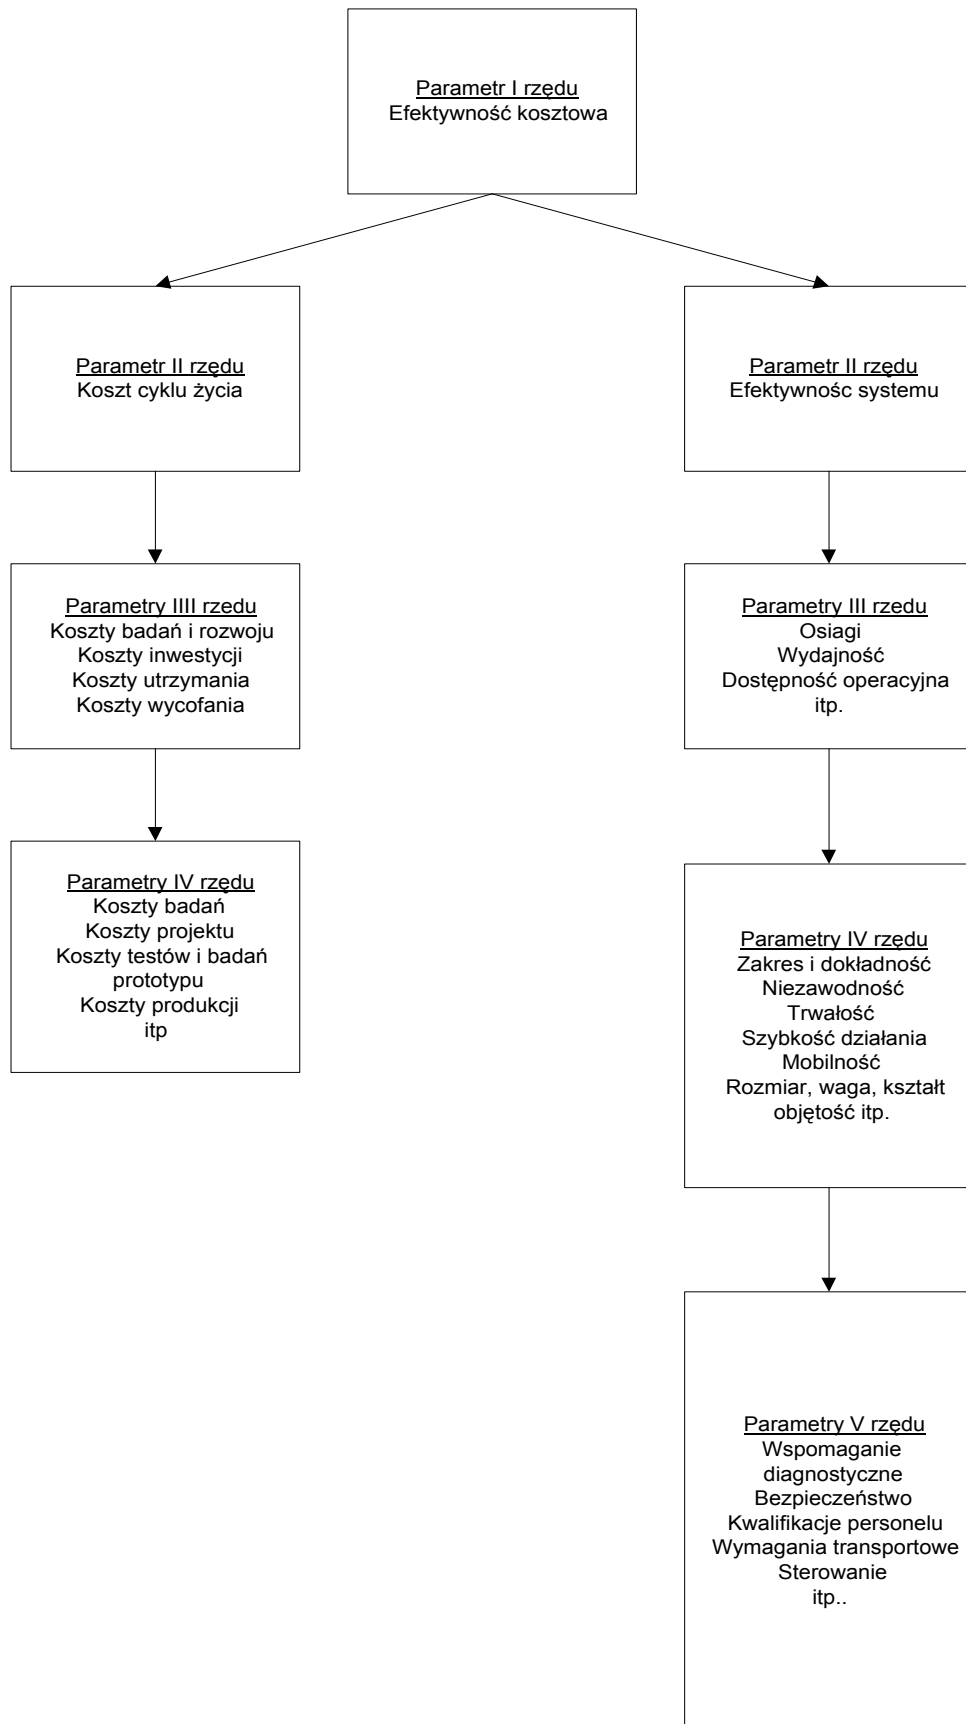 Parametr I rzędu
Efektywność kosztowa
Parametr II rzędu
Koszt cyklu życia
Parametr II rzędu
Efektywnośc systemu
Parametry IIII rzedu
Koszty badań i rozwoju
Koszty inwestycji
Koszty utrzymania
Koszty wycofania
Parametry III rzedu
Osiagi
Wydajność
Dostępność operacyjna
itp.
Parametry IV rzędu
Koszty badań
Koszty projektu
Koszty testów i badań
prototypu
Koszty produkcji
itp
Parametry IV rzędu
Zakres i dokładność
Niezawodność
Trwałość
Szybkość działania
Mobilność
Rozmiar, waga, kształt
objętość itp.
Parametry V rzędu
Wspomaganie
diagnostyczne
Bezpieczeństwo
Kwalifikacje personelu
Wymagania transportowe
Sterowanie
itp..